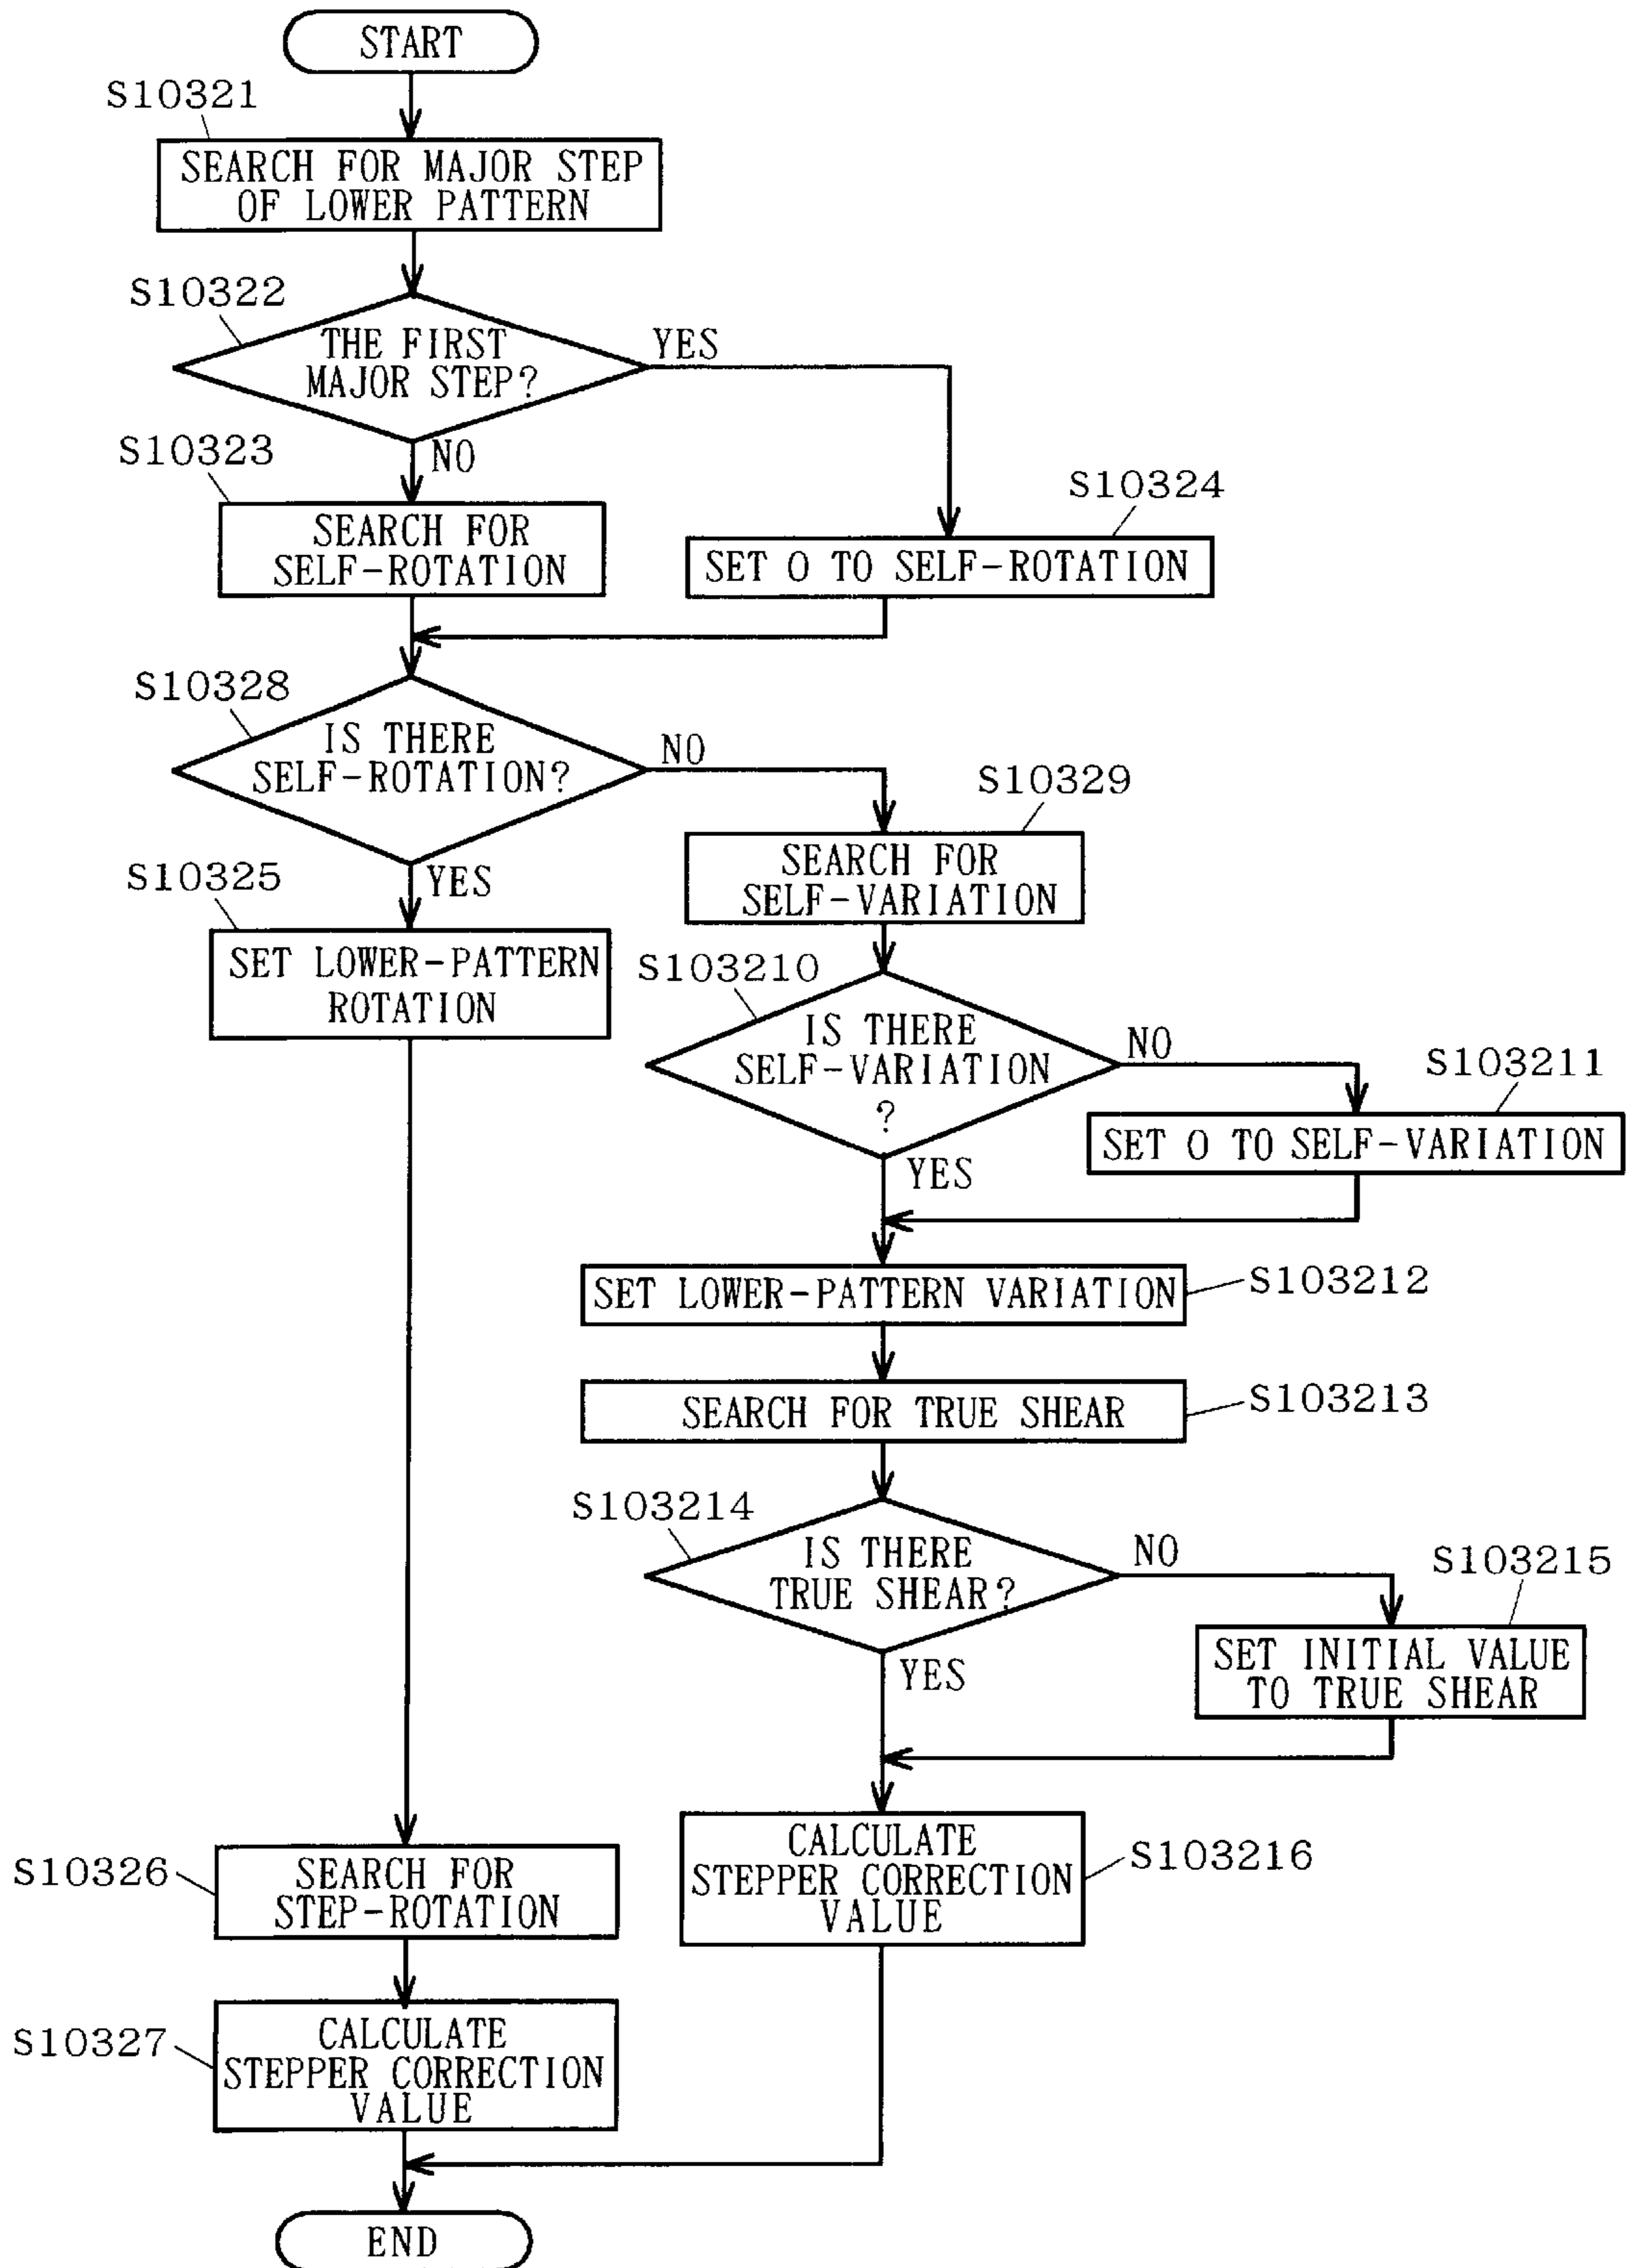 START
S10321
SEARCH FOR MAJOR STEP
OF LOWER PATTERN
S10322
THE FIRST
MAJOR STEP?
YES
NO
S10323
SEARCH FOR
SELF-ROTATION
S10324
SET 0 TO SELF-ROTATION
S10328
IS THERE
SELF-ROTATION?
NO
YES
S10329
SEARCH FOR
SELF-VARIATION
S10325
SET LOWER-PATTERN
ROTATION
S103210
IS THERE
SELF-VARIATION
?
NO
YES
S103211
SET 0 TO SELF-VARIATION
SET LOWER-PATTERN VARIATION
S103212
SEARCH FOR TRUE SHEAR
S103213
S103214
IS THERE
TRUE SHEAR?
NO
YES
S103215
SET INITIAL VALUE
TO TRUE SHEAR
CALCULATE
STEPPER CORRECTION
VALUE
S103216
S10326
SEARCH FOR
STEP-ROTATION
S10327
CALCULATE
STEPPER CORRECTION
VALUE
END